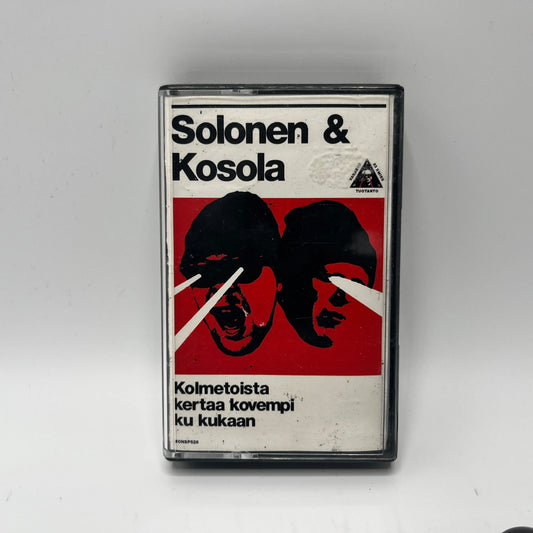 Solonen &
Kosola
TUOTANTO
Kolmetoista
kertaa kovempi
ku kukaan